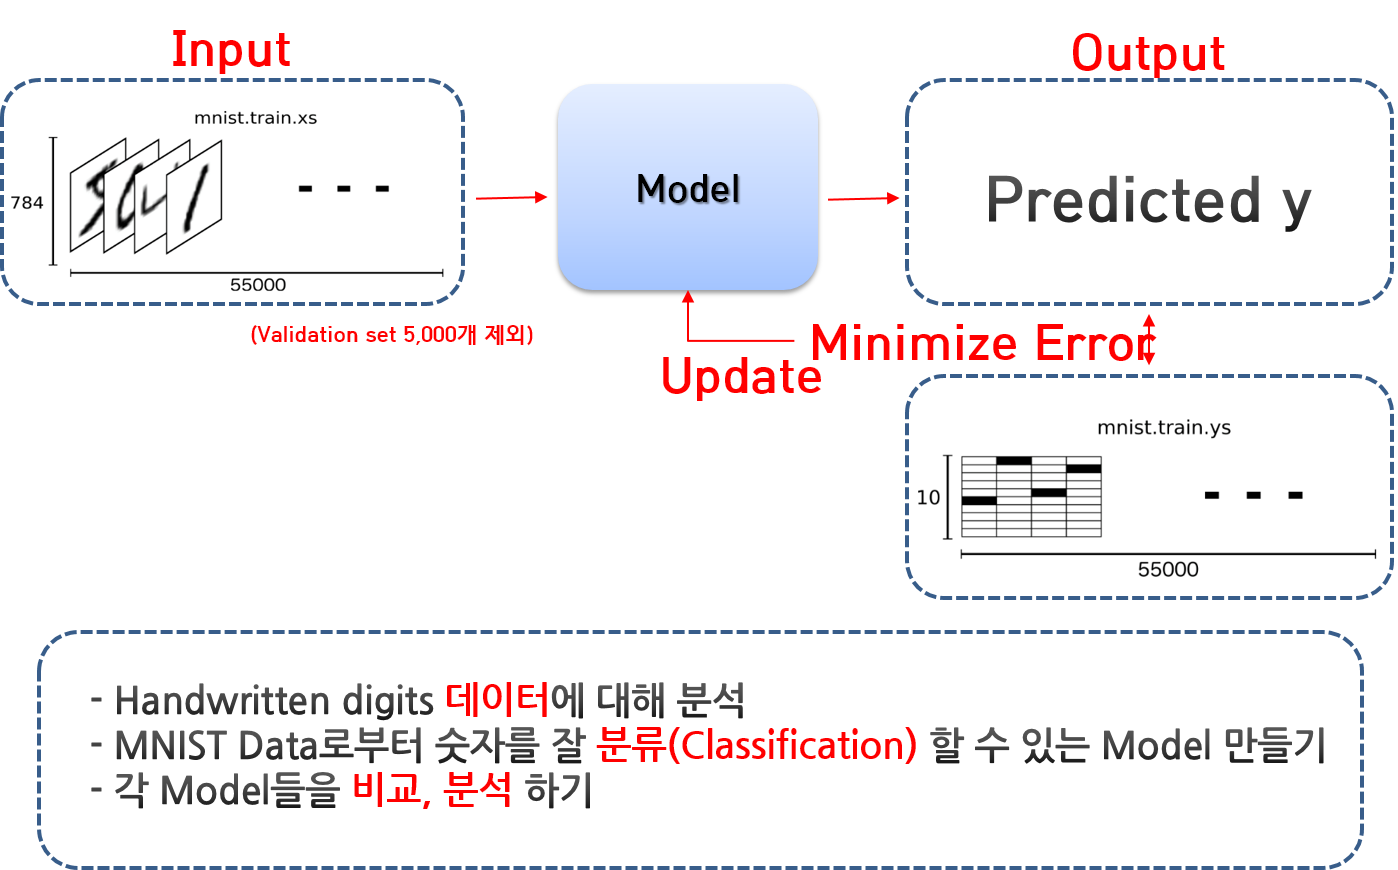 Input
Output
mnist.train.xs
784
55000
Model
Predicted y
(Validation set 5,000개 제외)
Minimize Error
Update
mnist.train.ys
10
55000
- Handwritten digits 데이터에 대해 분석
- MNIST Data로부터 숫자를 잘 분류(Classification) 할 수 있는 Model 만들기
- 각 Model들을 비교, 분석 하기